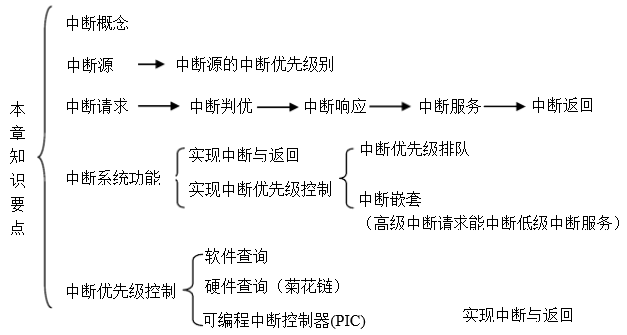 本章知识要点
中断概念
中断源 中断源的中断优先级别
中断请求 中断判优 中断响应 中断服务 中断返回
中断系统功能
实现中断与返回
实现中断优先级控制
中断优先级排队
中断嵌套
（高级中断请求能中断低级中断服务）
中断优先级控制
软件查询
硬件查询（菊花链）
可编程中断控制器(PIC)
实现中断与返回